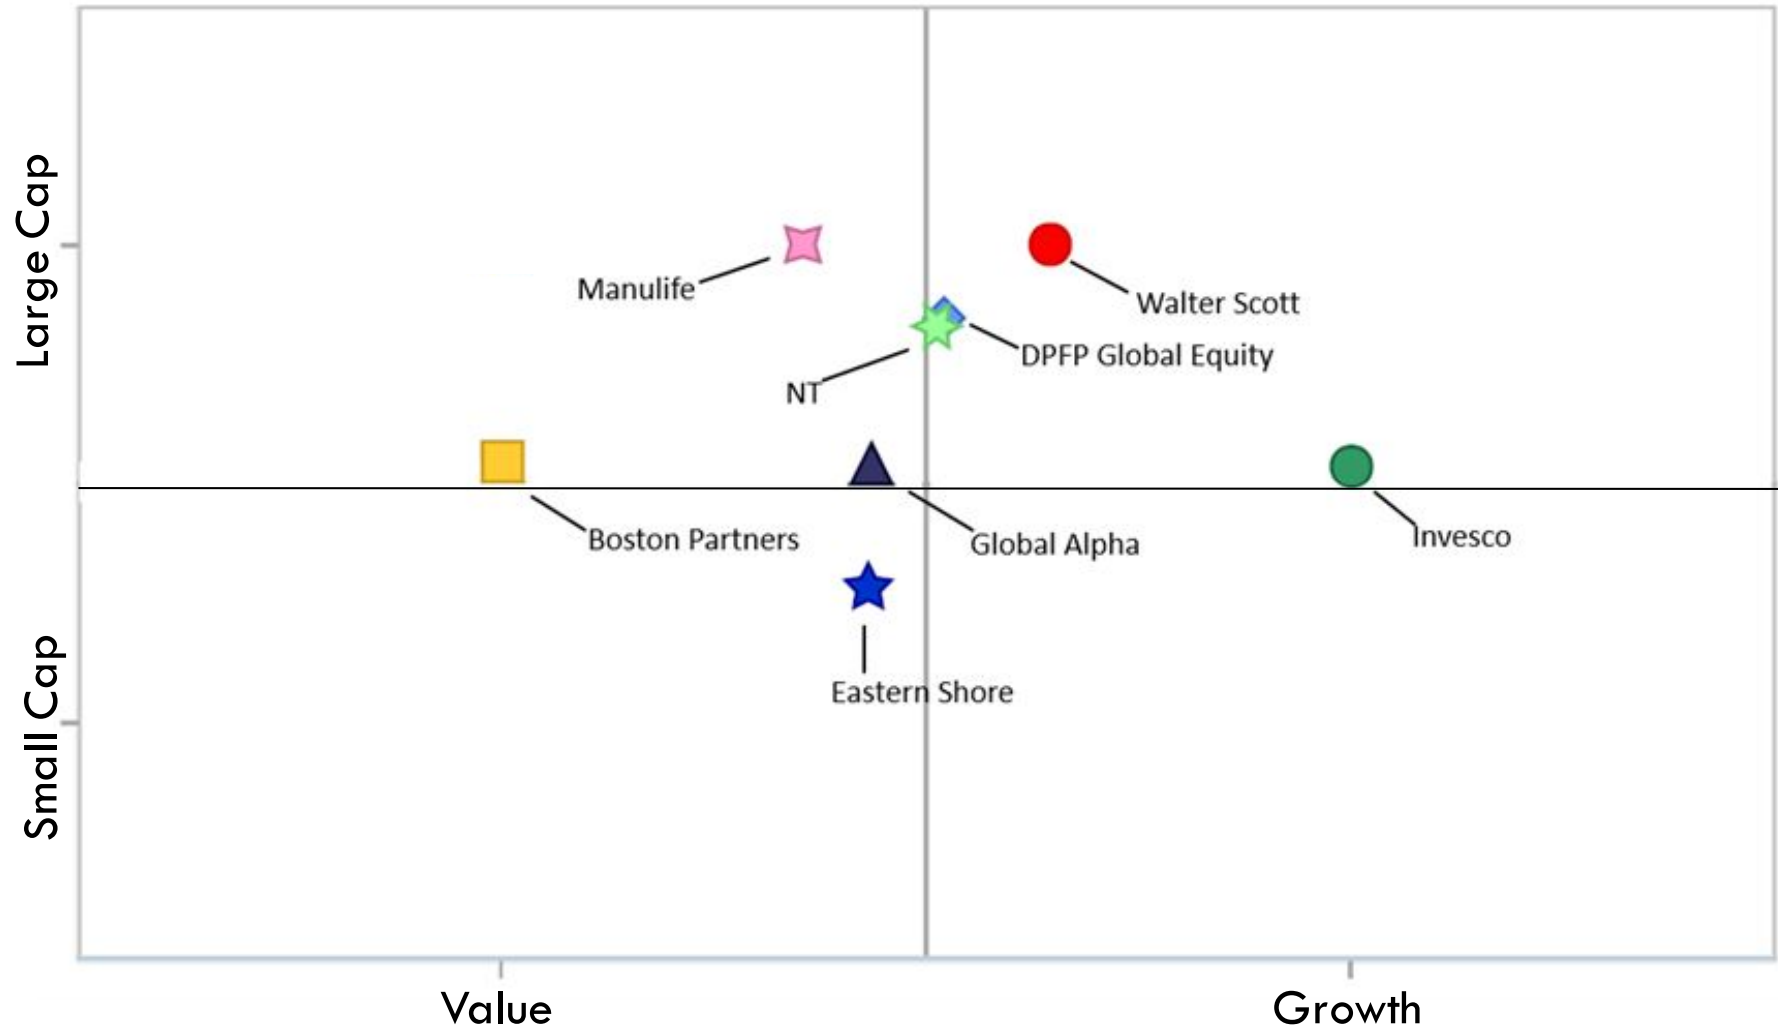 Large Cap
Manulife
Walter Scott
DPFP Global Equity
NT
Boston Partners
Global Alpha
Invesco
Small Cap
Eastern Shore
Value
Growth